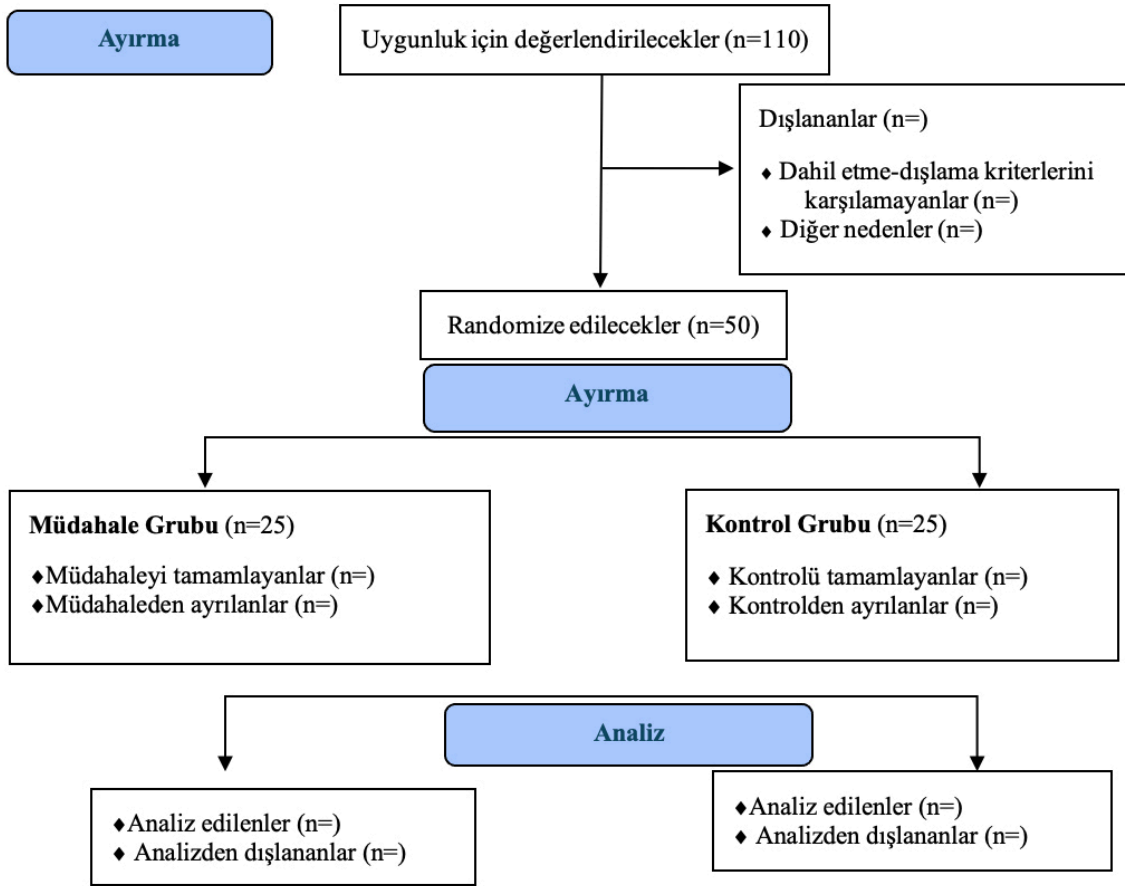 Ayırma
Uygunluk için değerlendirilecekler (n=110)
Dışlananlar (n=)
♦ Dahil etme-dışlama kriterlerini
karşılamayanlar (n=)
♦ Diğer nedenler (n=)
Randomize edilecekler (n=50)
Ayırma
Müdahale Grubu (n=25)
♦Müdahaleyi tamamlayanlar (n=)
♦Müdahaleden ayrılanlar (n=)
Kontrol Grubu (n=25)
♦ Kontrolü tamamlayanlar (n=)
♦ Kontrolden ayrılanlar (n=)
Analiz
♦Analiz edilenler (n=)
♦ Analizden dışlananlar (n=)
♦Analiz edilenler (n=)
♦ Analizden dışlananlar (n=)